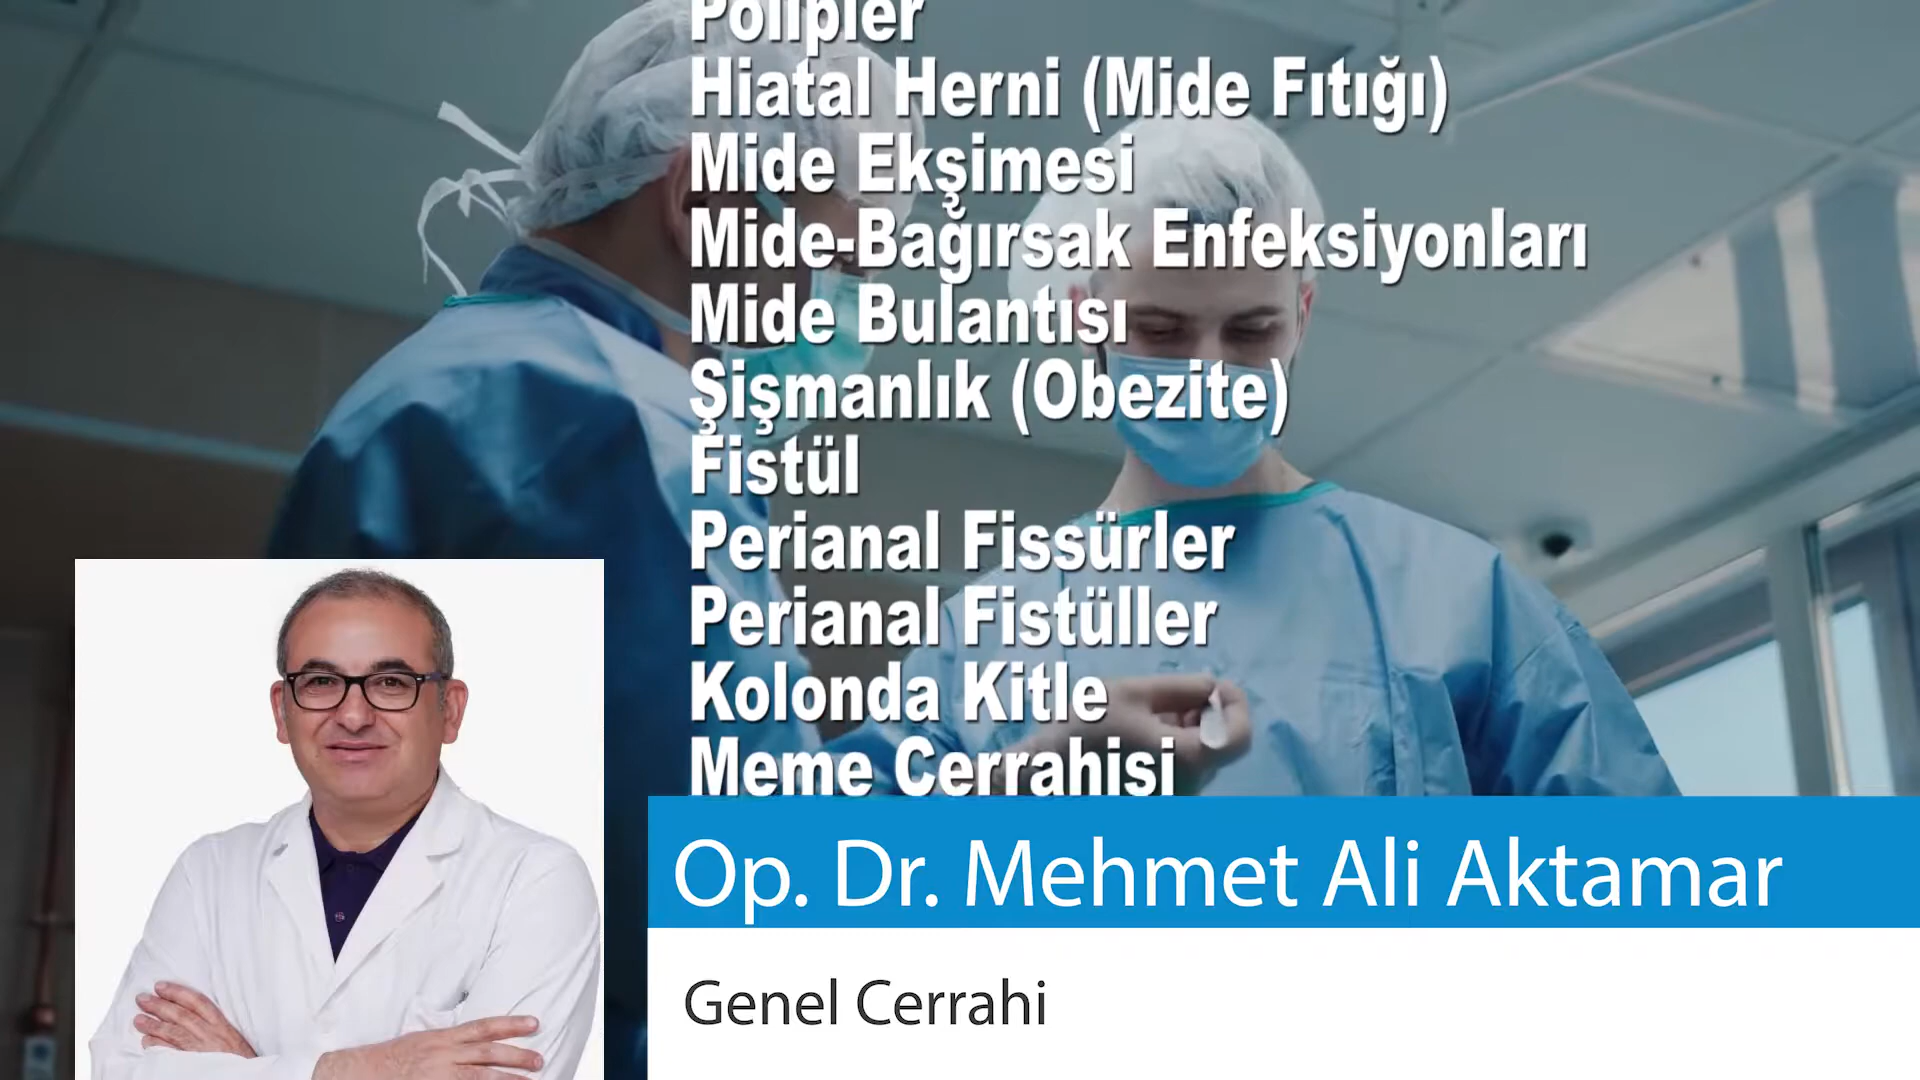 Polipler
Hiatal Herni (Mide Fıtığı)
Mide Ekşimesi
Mide-Bağırsak Enfeksiyonları
Mide Bulantısı
Şişmanlık (Obezite)
Fistül
Perianal Fissürler
Perianal Fistüller
Kolonda Kitle
Meme Cerrahisi
Op. Dr. Mehmet Ali Aktamar
Genel Cerrahi